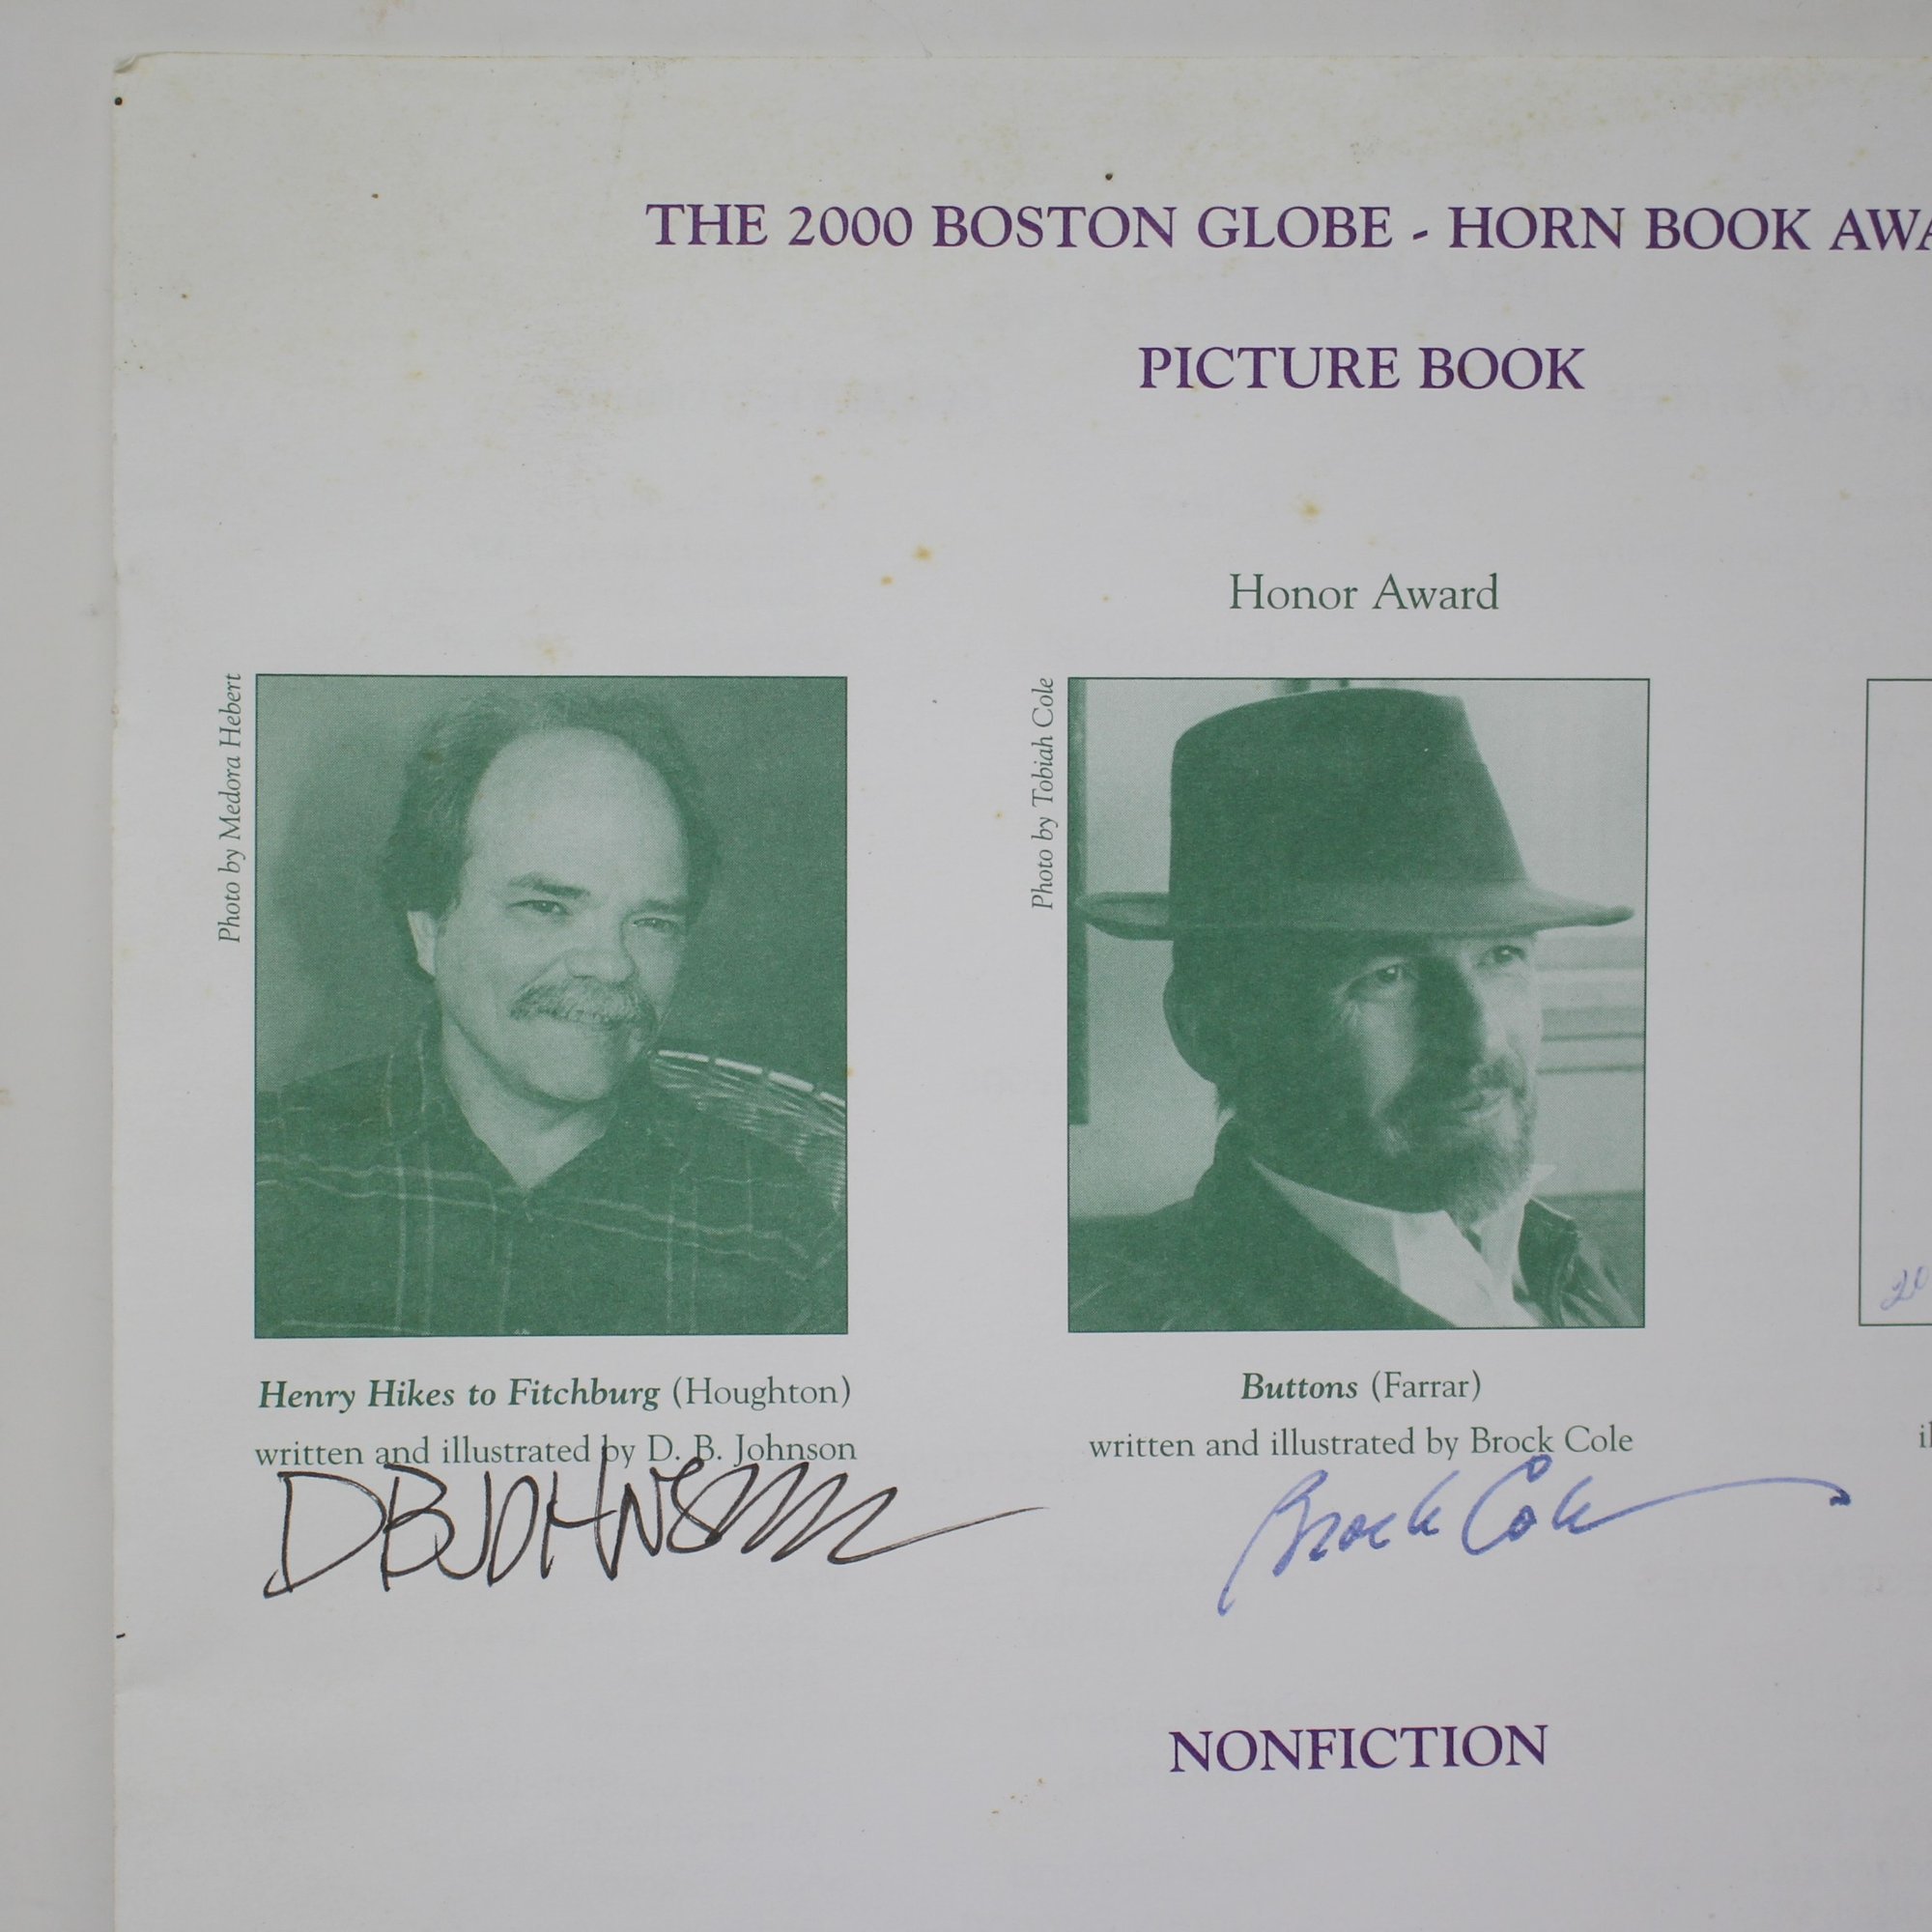 THE 2000 BOSTON GLOBE - HORN BOOK AWA
PICTURE BOOK
Honor Award
Photo by Medora Hebert
Photo by Tobiah Cole
20
Henry Hikes to Fitchburg (Houghton)
written and illustrated by D. B. Johnson
DBJOHNSON
Buttons (Farrar)
written and illustrated by Brock Cole
Brock Cole
il
NONFICTION